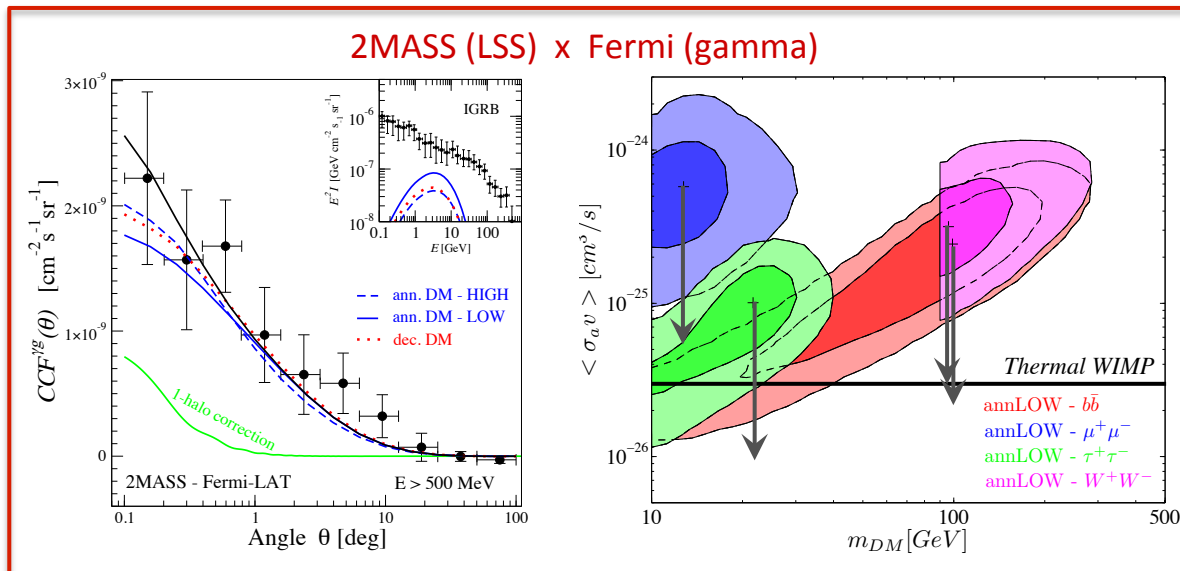 2MASS (LSS) x Fermi (gamma)
3×10⁻⁹
2×10⁻⁹
1×10⁻⁹
0
CCF^γg(θ) [cm⁻² s⁻¹ sr⁻¹]
0.1 1 10 100
Angle θ [deg]
IGRB
10⁻⁶
10⁻⁷
10⁻⁸
E² I [GeV cm⁻² s⁻¹ sr⁻¹]
0.1 1 10 100
E [GeV]
ann. DM - HIGH
ann. DM - LOW
dec. DM
1-halo correction
2MASS - Fermi-LAT E > 500 MeV
10⁻²⁴
10⁻²⁵
10⁻²⁶
< σₐv > [cm³/s]
Thermal WIMP
annLOW - bb̄
annLOW - μ⁺μ⁻
annLOW - τ⁺τ⁻
annLOW - W⁺W⁻
10 100 500
m_DM[GeV]